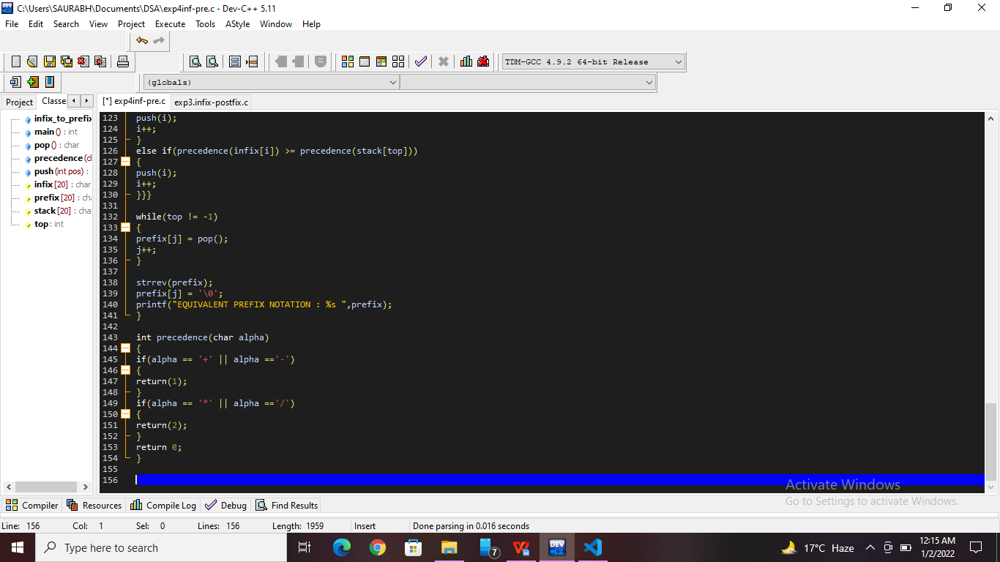 C:\Users\SAURABH\Documents\DSA\exp4inf-pre.c - Dev-C++ 5.11
File Edit Search View Project Execute Tools AStyle Window Help
TDM-GCC 4.9.2 64-bit Release
(globals)
Project Classe [*] exp4inf-pre.c exp3.infix-postfix.c
infix_to_prefix
main () : int
pop () : char
precedence (cl
push (int pos) :
infix [20] : char
prefix [20] : cha
stack [20] : cha
top : int
123 push(i);
124 i++;
125 }
126 else if(precedence(infix[i]) >= precedence(stack[top]))
127 {
128 push(i);
129 i++;
130 }}}
131
132 while(top != -1)
133 {
134 prefix[j] = pop();
135 j++;
136 }
137
138 strrev(prefix);
139 prefix[j] = '\0';
140 printf("EQUIVALENT PREFIX NOTATION : %s ",prefix);
141 }
142
143 int precedence(char alpha)
144 {
145 if(alpha == '+' || alpha =='-')
146 {
147 return(1);
148 }
149 if(alpha == '*' || alpha =='/')
150 {
151 return(2);
152 }
153 return 0;
154 }
155
156
Activate Windows
Go to Settings to activate Windows.
Compiler Resources Compile Log Debug Find Results
Line: 156 Col: 1 Sel: 0 Lines: 156 Length: 1959 Insert Done parsing in 0.016 seconds
Type here to search
7
DEV
17°C Haze
12:15 AM
1/2/2022